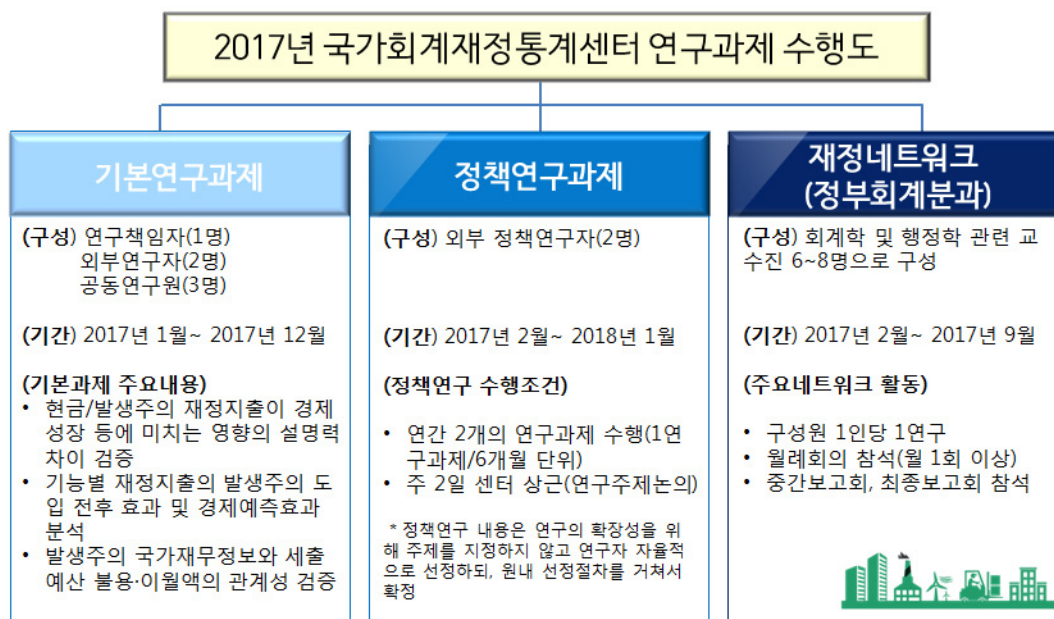 2017년 국가회계재정통계센터 연구과제 수행도
기본연구과제
(구성) 연구책임자(1명)
외부연구자(2명)
공동연구원(3명)
(기간) 2017년 1월~ 2017년 12월
(기본과제 주요내용)
• 현금/발생주의 재정지출이 경제
성장 등에 미치는 영향의 설명력
차이 검증
• 기능별 재정지출의 발생주의 도
입 전후 효과 및 경제예측효과
분석
• 발생주의 국가재무정보와 세출
예산 불용·이월액의 관계성 검증
정책연구과제
(구성) 외부 정책연구자(2명)
(기간) 2017년 2월~ 2018년 1월
(정책연구 수행조건)
• 연간 2개의 연구과제 수행(1연
구과제/6개월 단위)
• 주 2일 센터 상근(연구주제논의)
* 정책연구 내용은 연구의 확장성을 위
해 주제를 지정하지 않고 연구자 자율적
으로 선정하되, 원내 선정절차를 거쳐서
확정
재정네트워크
(정부회계분과)
(구성) 회계학 및 행정학 관련 교
수진 6~8명으로 구성
(기간) 2017년 2월~ 2017년 9월
(주요네트워크 활동)
• 구성원 1인당 1연구
• 월례회의 참석(월 1회 이상)
• 중간보고회, 최종보고회 참석